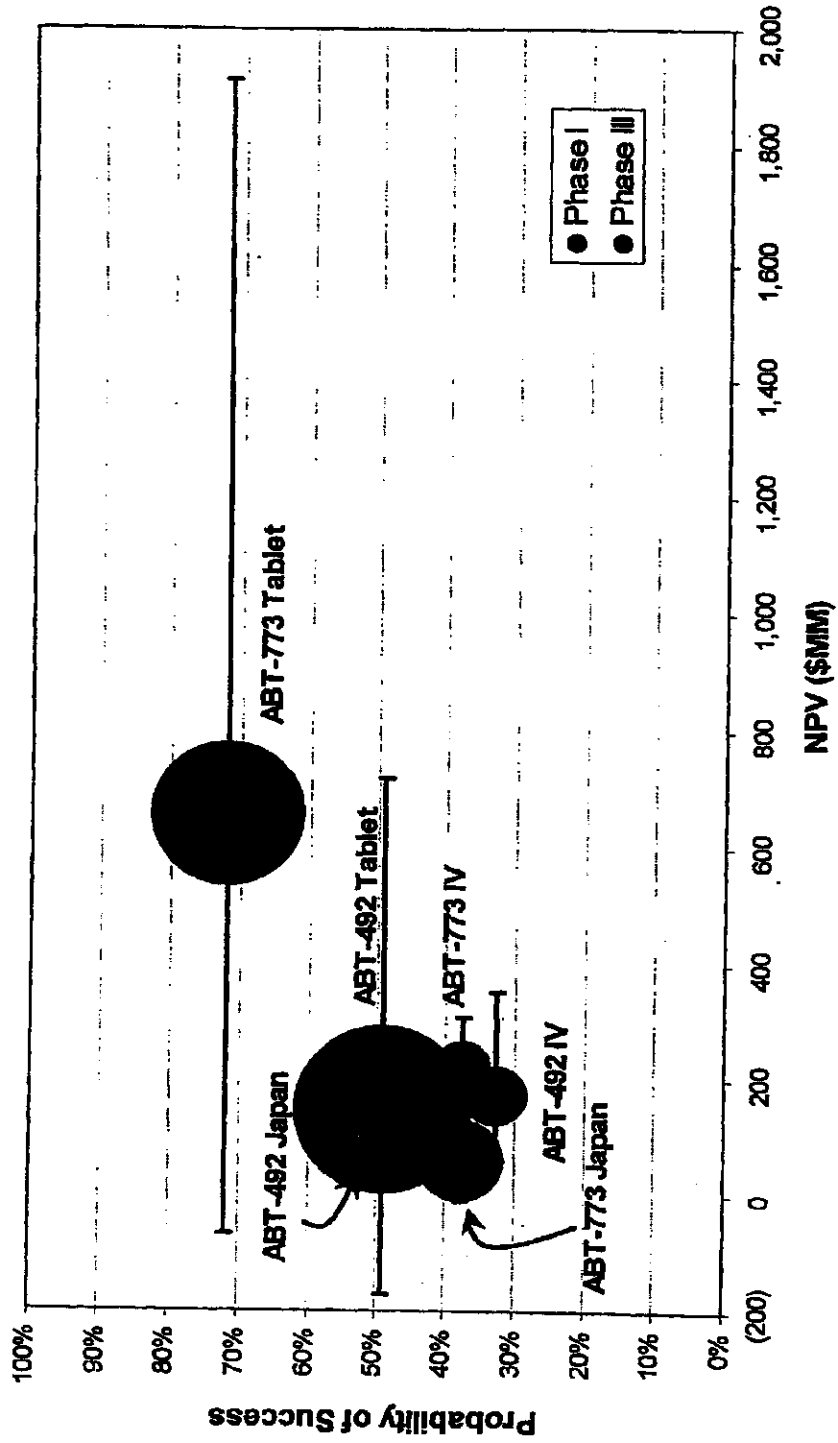 100%
90%
80%
70%
60%
50%
40%
30%
20%
10%
0%
Probability of Success
ABT-773 Tablet
ABT-492 Tablet
ABT-492 Japan
ABT-773 IV
ABT-492 IV
ABT-773 Japan
Phase I
Phase III
(200)
0
200
400
600
800
1,000
1,200
1,400
1,600
1,800
2,000
NPV ($MM)